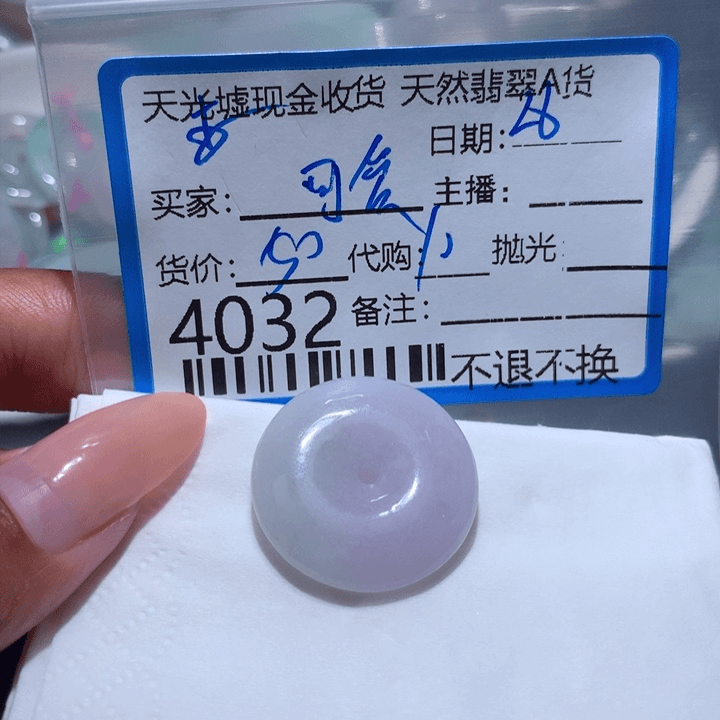 天光墟现金收货 天然翡翠A货
日期: 26
买家:
主播:
货价: 代购: 抛光:
4032 备注:
不退不换